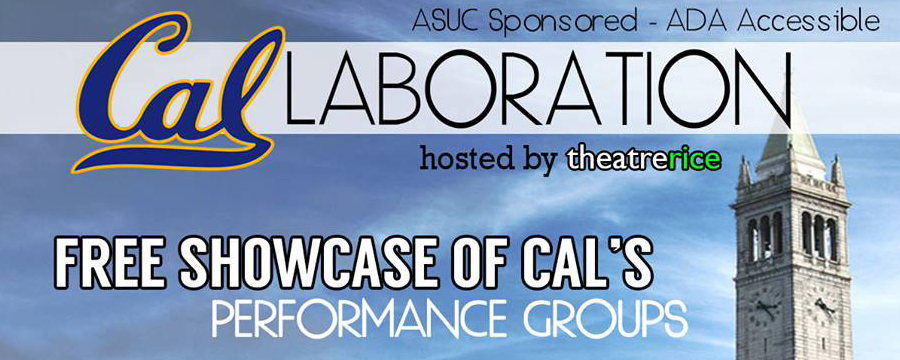 ASUC Sponsored - ADA Accessible
Cal LABORATION
hosted by theatrerice
FREE SHOWCASE OF CAL'S
PERFORMANCE GROUPS